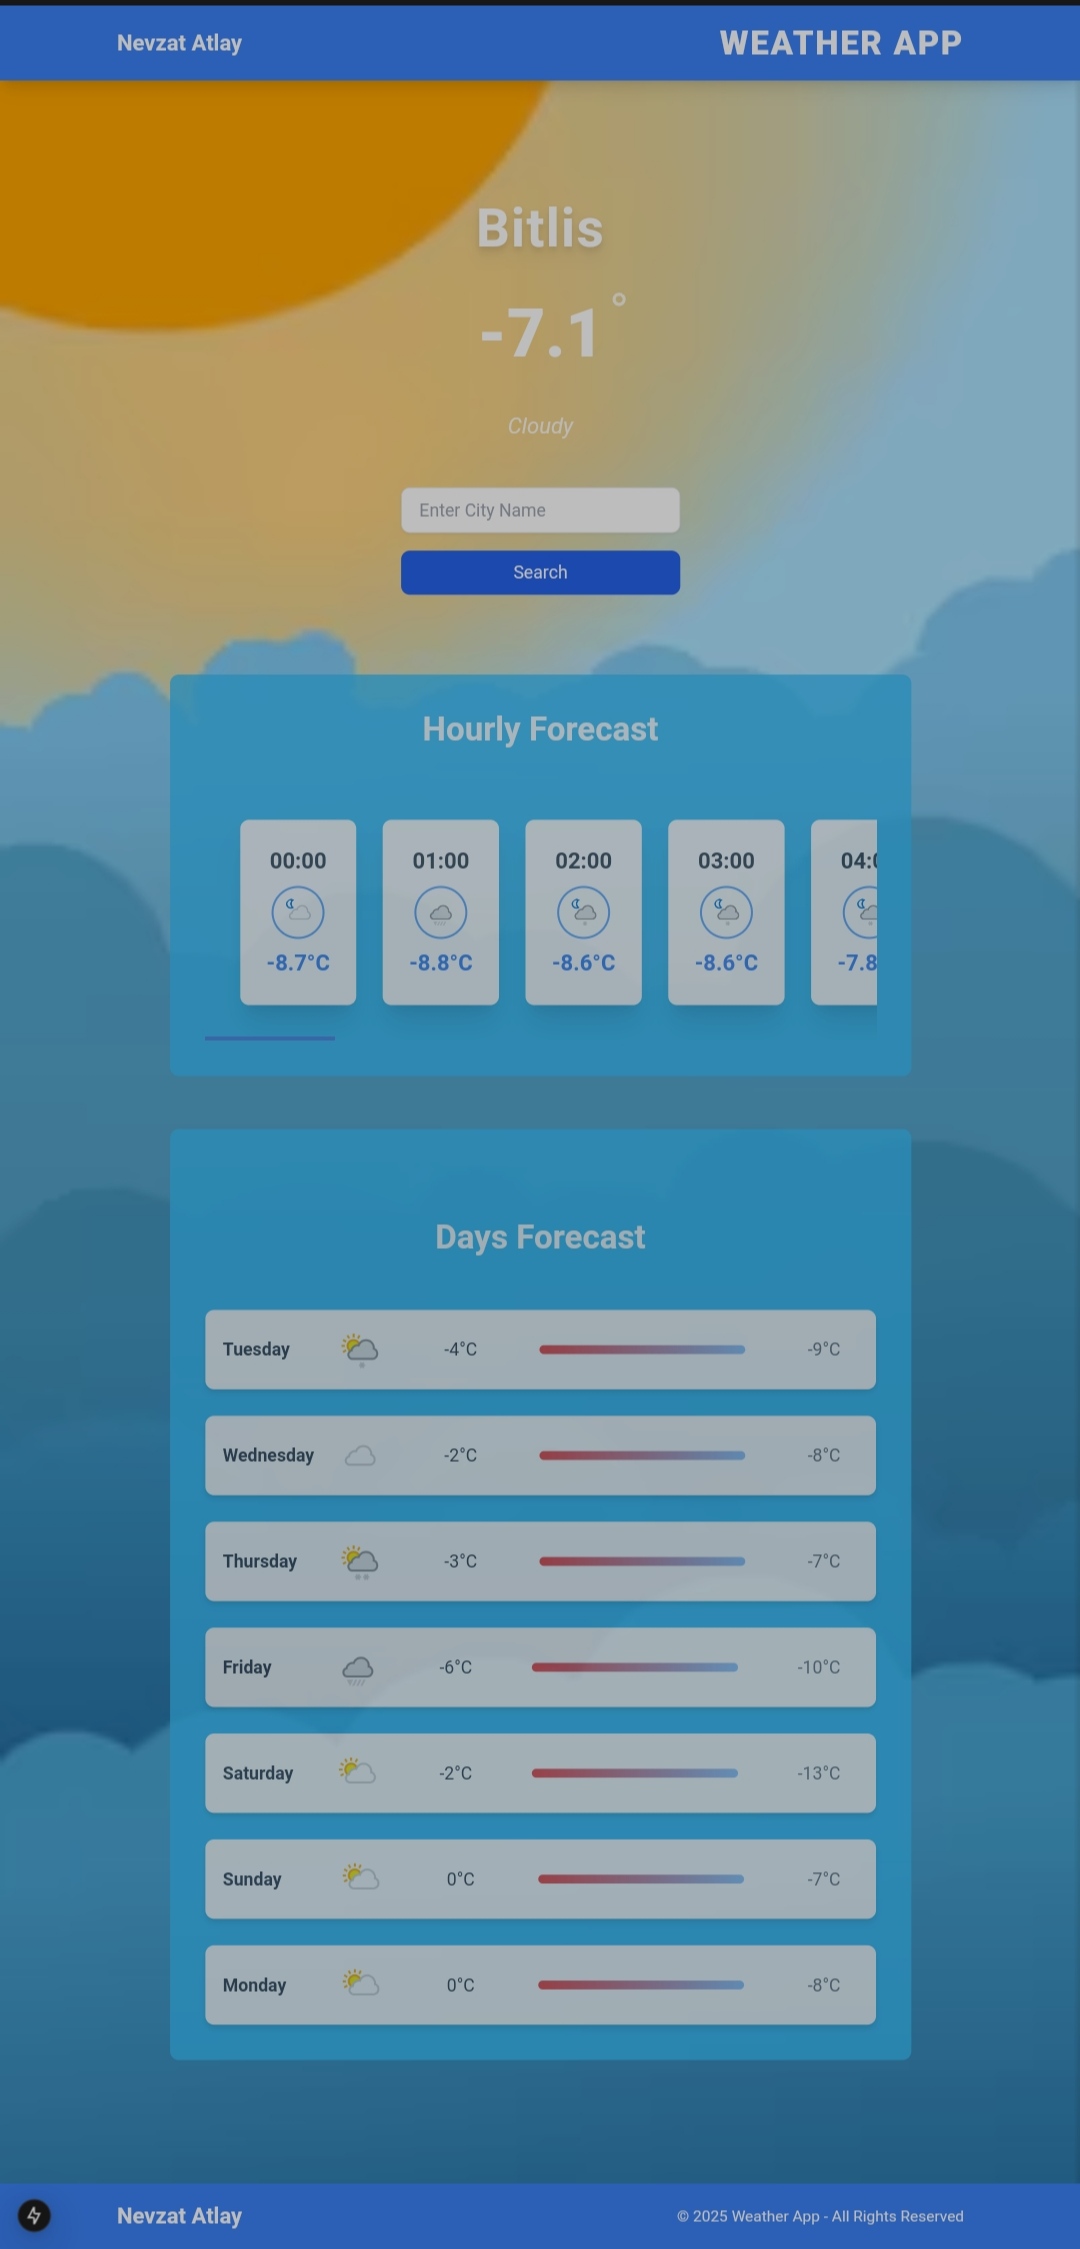 Nevzat Atlay WEATHER APP
Bitlis
-7.1°
Cloudy
Enter City Name
Search
Hourly Forecast
00:00 01:00 02:00 03:00 04:0
-8.7°C -8.8°C -8.6°C -8.6°C -7.8
Days Forecast
Tuesday -4°C -9°C
Wednesday -2°C -8°C
Thursday -3°C -7°C
Friday -6°C -10°C
Saturday -2°C -13°C
Sunday 0°C -7°C
Monday 0°C -8°C
Nevzat Atlay © 2025 Weather App - All Rights Reserved